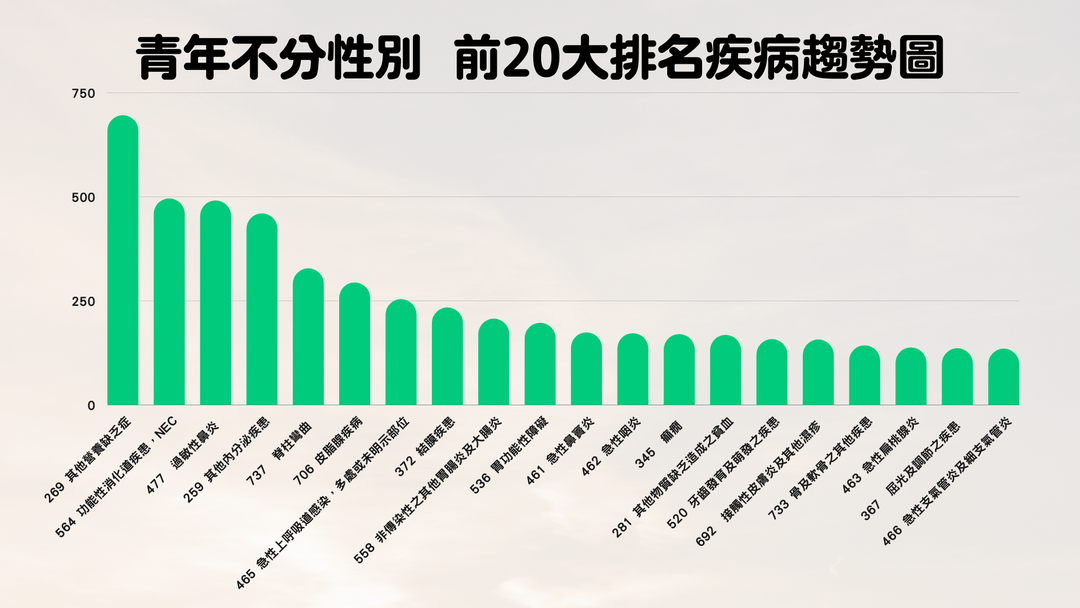 青年不分性別 前20大排名疾病趨勢圖
750
500
250
0
269 其他營養缺乏症
564 功能性消化道疾患，NEC
477 過敏性鼻炎
259 其他內分泌疾患
737 脊柱彎曲
706 皮脂腺疾病
465 急性上呼吸道感染，多處或未明示部位
372 結膜疾患
558 非傳染性之其他胃腸炎及大腸炎
536 胃功能性障礙
461 急性鼻竇炎
462 急性咽炎
345 癲癇
281 其他物質缺乏造成之貧血
520 牙齒發育及萌發之疾患
692 接觸性皮膚炎及其他濕疹
733 骨及軟骨之其他疾患
463 急性扁桃腺炎
367 屈光及調節之疾患
466 急性支氣管炎及細支氣管炎